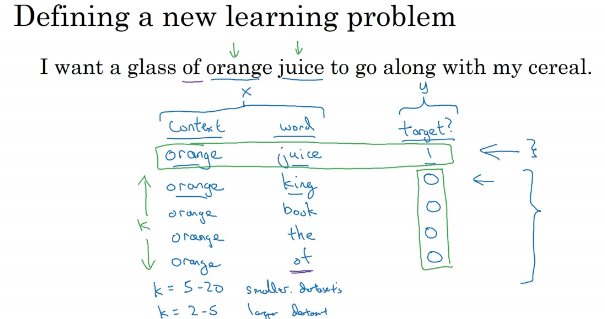 Defining a new learning problem
I want a glass of orange juice to go along with my cereal.
x y
Context word target?
orange juice 1
orange king 0
orange book 0
k orange the 0
orange of 0
k = 5-20 smaller datasets
k = 2-5 larger dataset